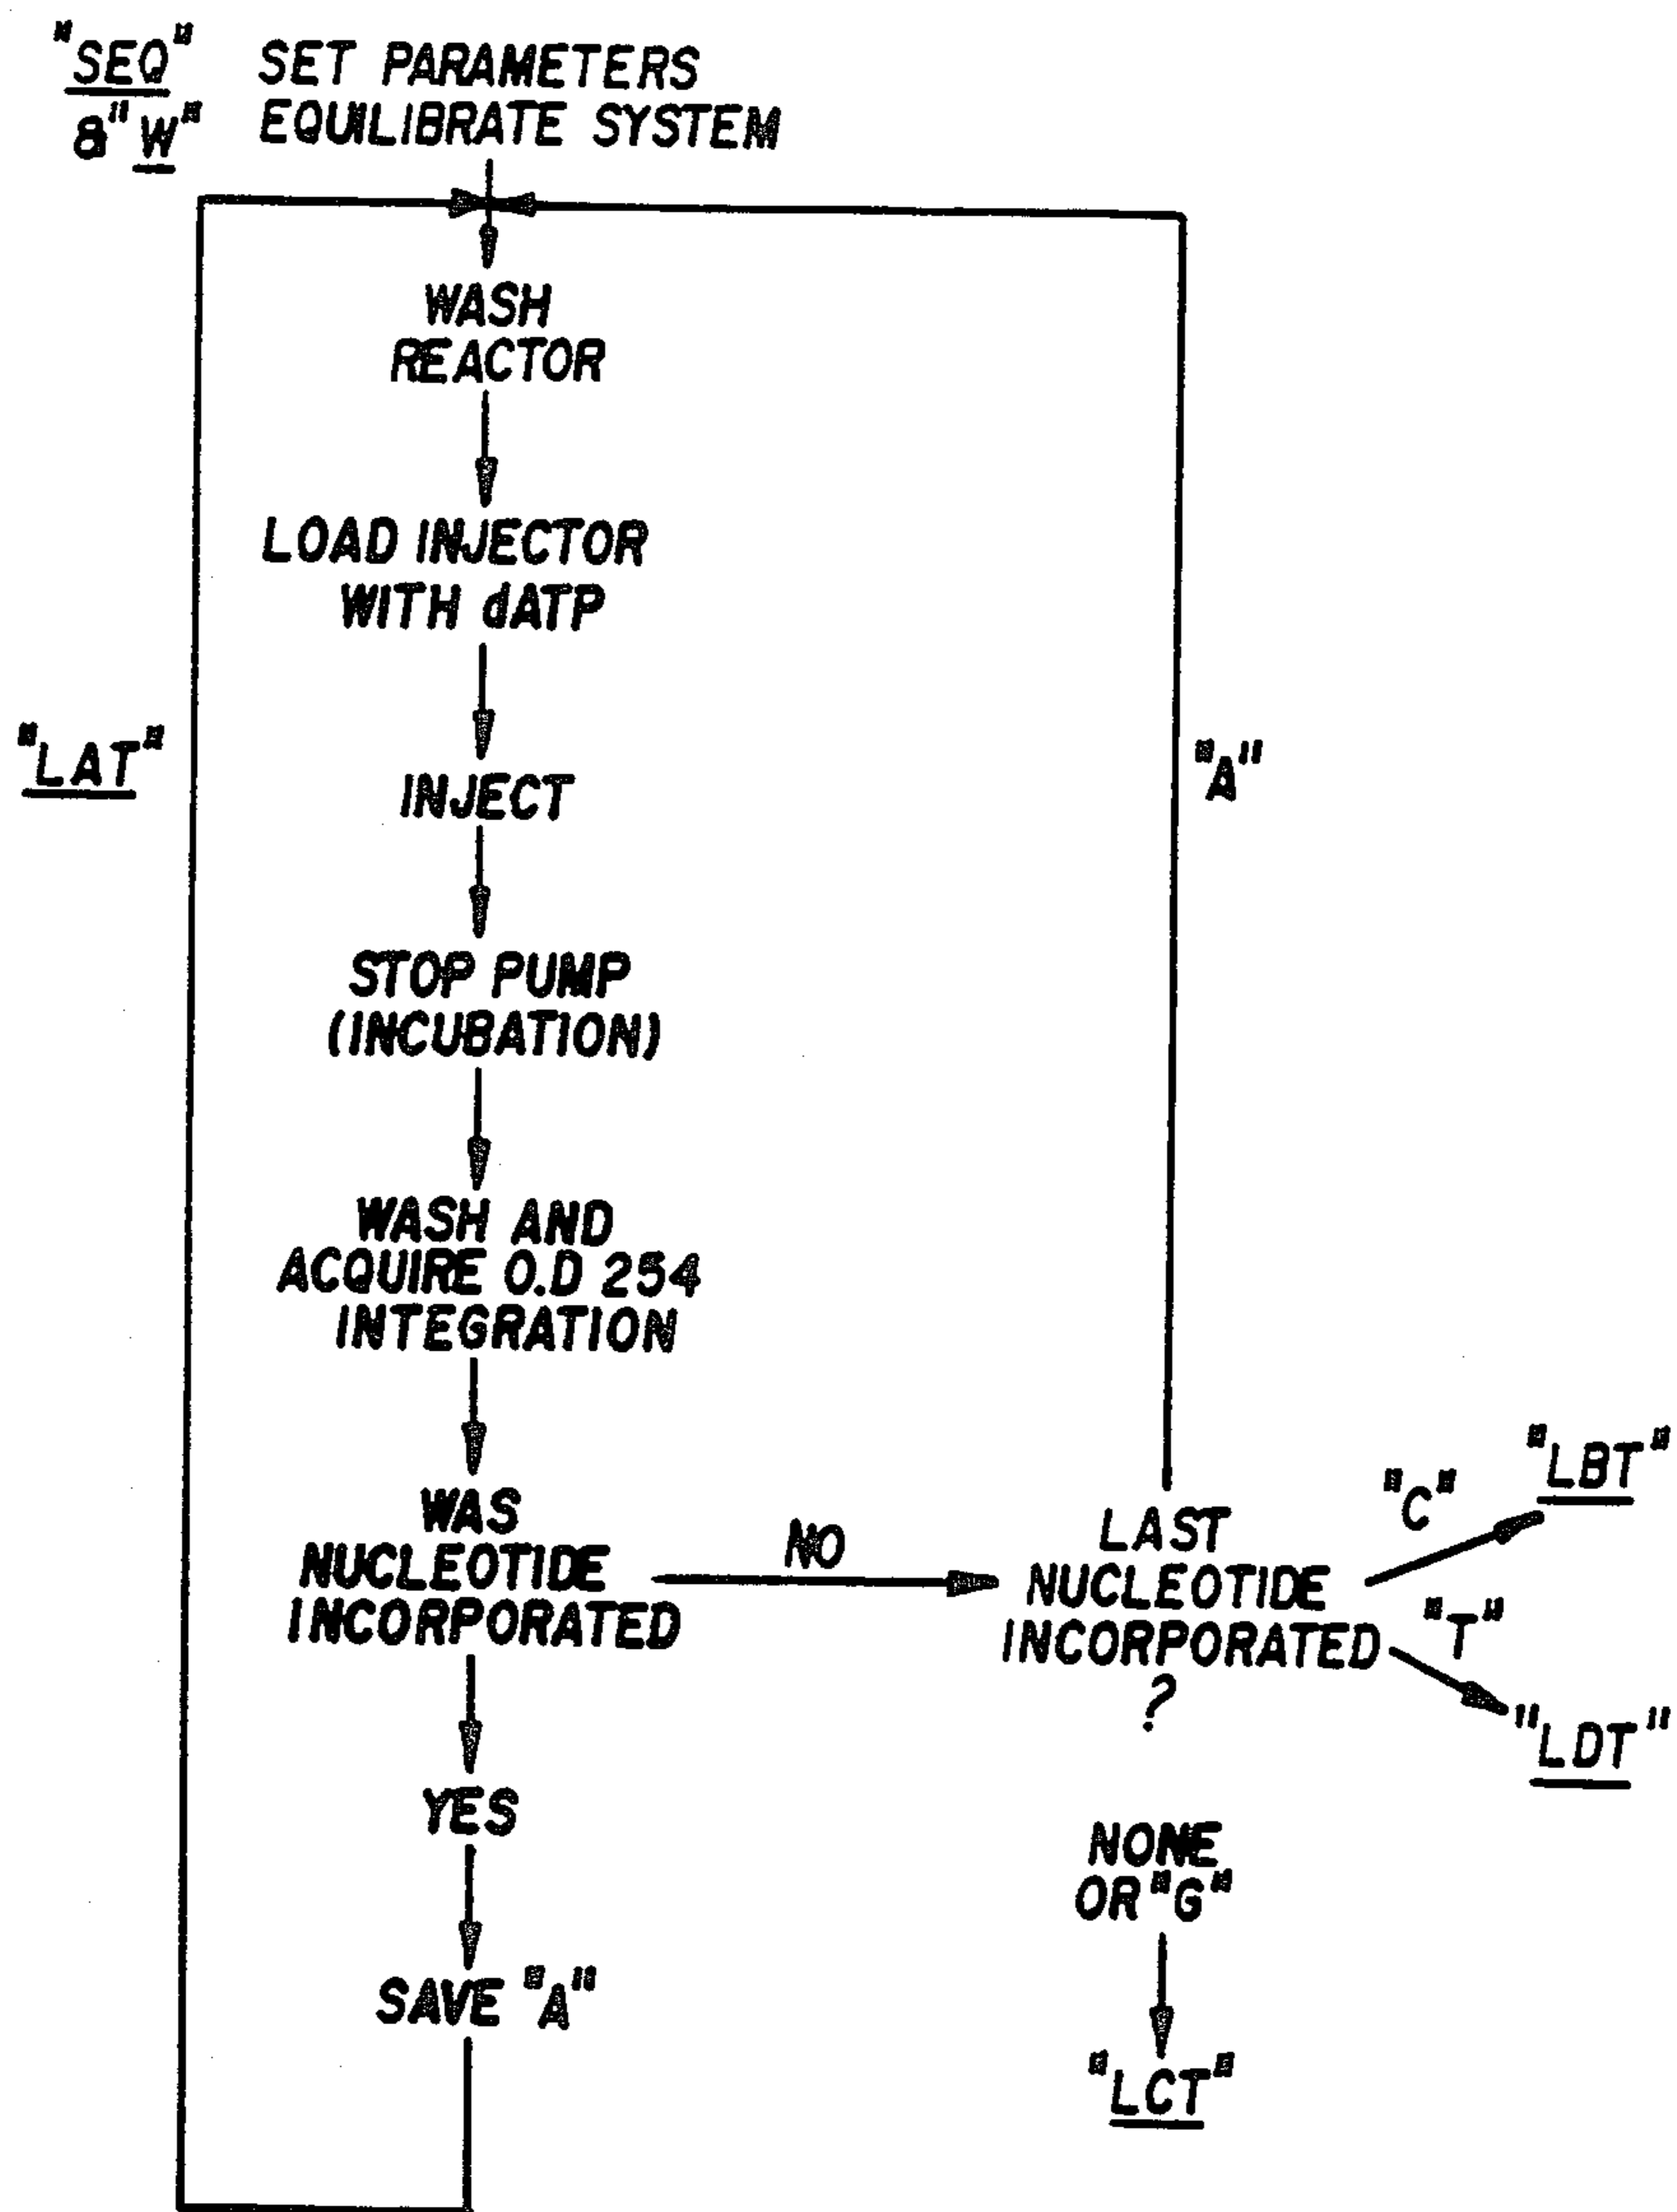 "SEQ" SET PARAMETERS
8"W" EQUILIBRATE SYSTEM
WASH
REACTOR
LOAD INJECTOR
WITH dATP
"LAT"
INJECT
"A"
STOP PUMP
(INCUBATION)
WASH AND
ACQUIRE O.D 254
INTEGRATION
WAS
NUCLEOTIDE
INCORPORATED
NO
LAST
NUCLEOTIDE
INCORPORATED
?
"C"
"LBT"
"T"
"LDT"
YES
NONE
OR "G"
SAVE "A"
"LCT"